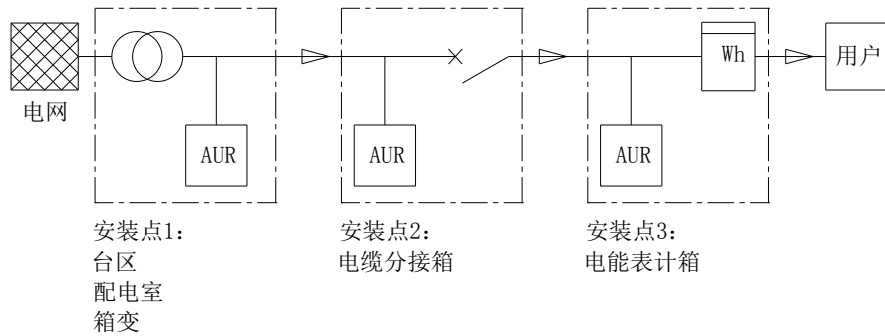 电网
AUR
安装点1:
台区
配电室
箱变
AUR
安装点2:
电缆分接箱
AUR
Wh
安装点3:
电能表计箱
用户